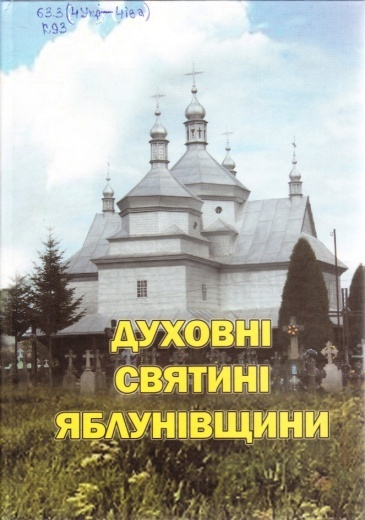 63.3(4Укр-4Іва)
Д93
ДУХОВНІ
СВЯТИНІ
ЯБЛУНІВЩИНИ